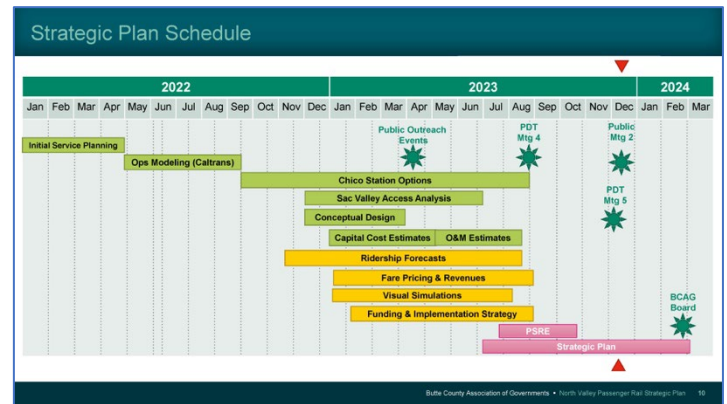 Strategic Plan Schedule
2022 2023 2024
Jan Feb Mar Apr May Jun Jul Aug Sep Oct Nov Dec Jan Feb Mar Apr May Jun Jul Aug Sep Oct Nov Dec Jan Feb Mar
Public Outreach
Events
PDT
Mtg 4
Public
Mtg 2
Initial Service Planning
Ops Modeling (Caltrans)
Chico Station Options
PDT
Mtg 5
Sac Valley Access Analysis
Conceptual Design
Capital Cost Estimates O&M Estimates
Ridership Forecasts
Fare Pricing & Revenues
Visual Simulations
BCAG
Board
Funding & Implementation Strategy
PSRE
Strategic Plan
Butte County Association of Governments • North Valley Passenger Rail Strategic Plan 10